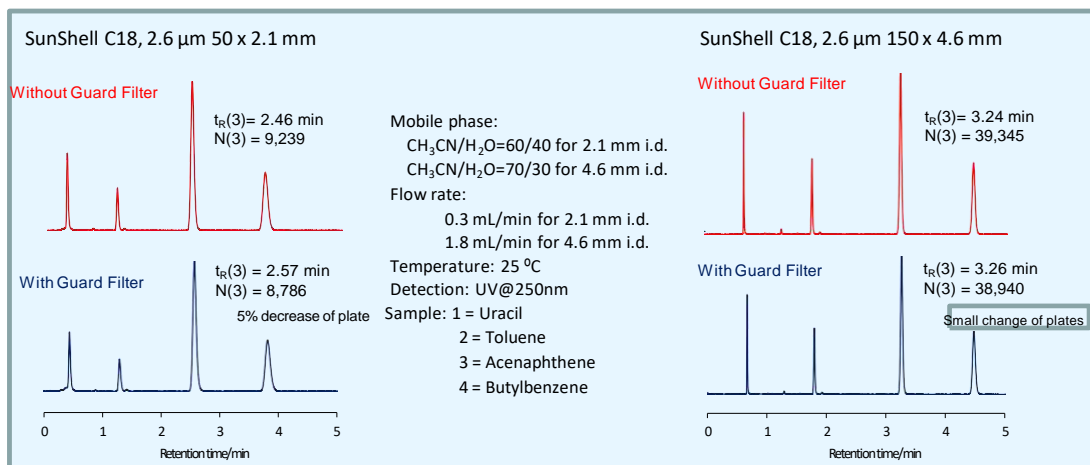 SunShell C18, 2.6 µm 50 x 2.1 mm
Without Guard Filter
tR(3)= 2.46 min
N(3) = 9,239
With Guard Filter
tR(3) = 2.57 min
N(3) = 8,786
5% decrease of plate
0 1 2 3 4 5
Retention time/min
Mobile phase:
CH3CN/H2O=60/40 for 2.1 mm i.d.
CH3CN/H2O=70/30 for 4.6 mm i.d.
Flow rate:
0.3 mL/min for 2.1 mm i.d.
1.8 mL/min for 4.6 mm i.d.
Temperature: 25 ⁰C
Detection: UV@250nm
Sample: 1 = Uracil
2 = Toluene
3 = Acenaphthene
4 = Butylbenzene
SunShell C18, 2.6 µm 150 x 4.6 mm
Without Guard Filter
tR(3) = 3.24 min
N(3) = 39,345
With Guard Filter
tR(3) = 3.26 min
N(3) = 38,940
Small change of plates
0 1 2 3 4 5
Retention time/min